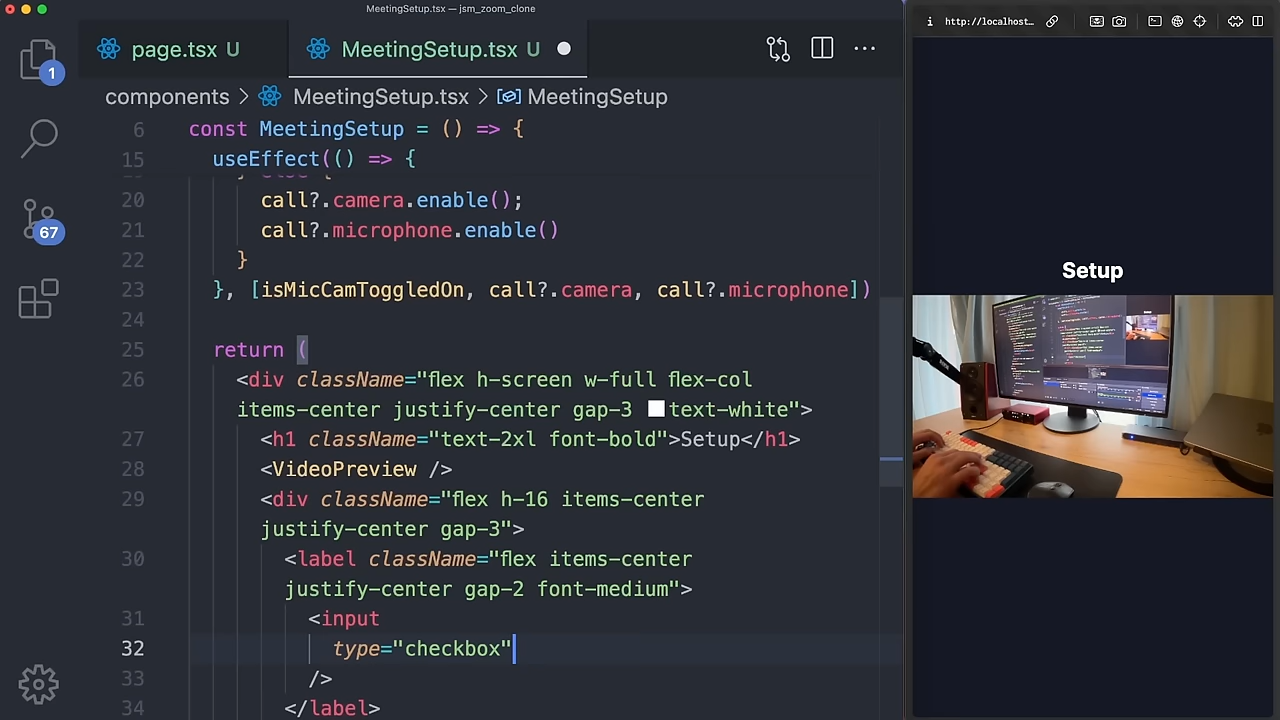 MeetingSetup.tsx — jsm_zoom_clone
page.tsx U
MeetingSetup.tsx U
http://localhost…
1
67
components > MeetingSetup.tsx > MeetingSetup
6 const MeetingSetup = () => {
15 useEffect(() => {
20 call?.camera.enable();
21 call?.microphone.enable()
22 }
23 }, [isMicCamToggledOn, call?.camera, call?.microphone])
24
25 return (
26 <div className="flex h-screen w-full flex-col
items-center justify-center gap-3 text-white">
27 <h1 className="text-2xl font-bold">Setup</h1>
28 <VideoPreview />
29 <div className="flex h-16 items-center
justify-center gap-3">
30 <label className="flex items-center
justify-center gap-2 font-medium">
31 <input
32 type="checkbox"
33 />
34 </label>
Setup